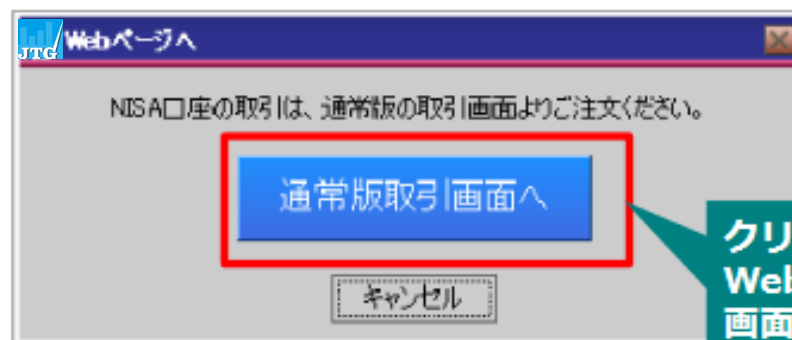 JTG Webページへ
NISA口座の取引は、通常版の取引画面よりご注文ください。
通常版取引画面へ
キャンセル
クリ
Web
画面